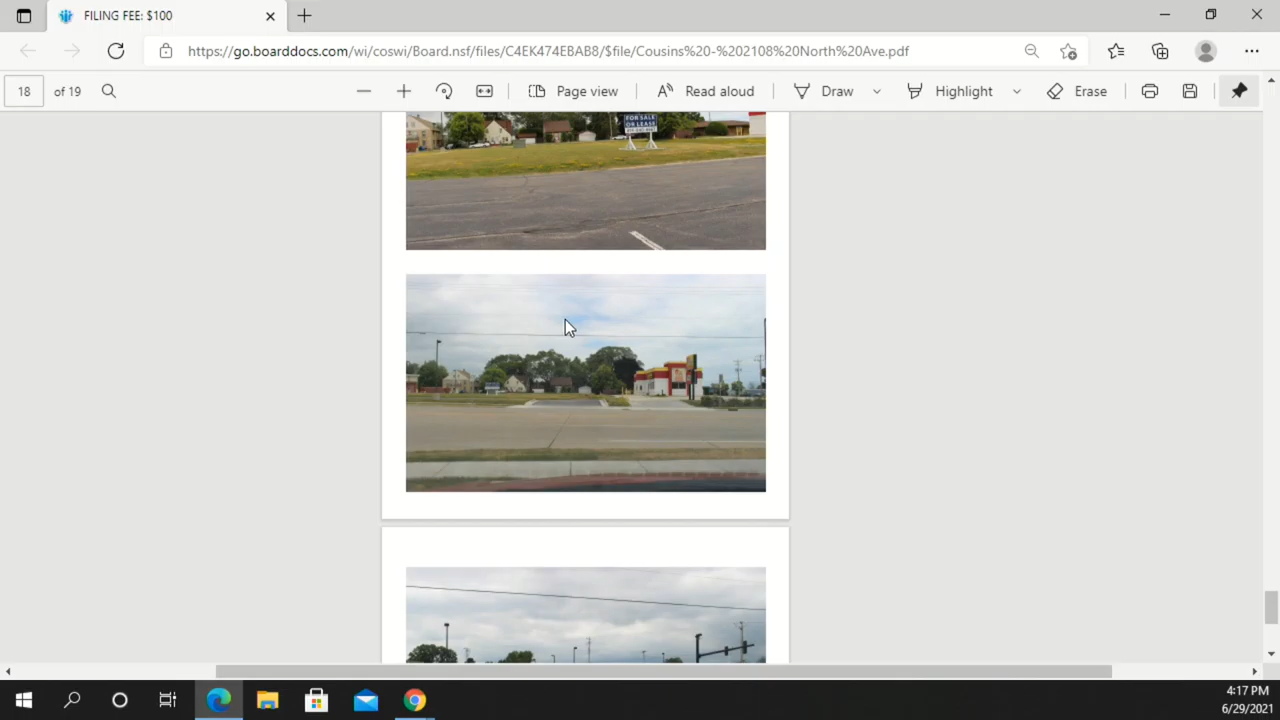 FILING FEE: $100
https://go.boarddocs.com/wi/coswi/Board.nsf/files/C4EK474EBAB8/$file/Cousins%20-%202108%20North%20Ave.pdf
18 of 19
Page view
Read aloud
Draw
Highlight
Erase
FOR SALE
OR LEASE
4:17 PM
6/29/2021